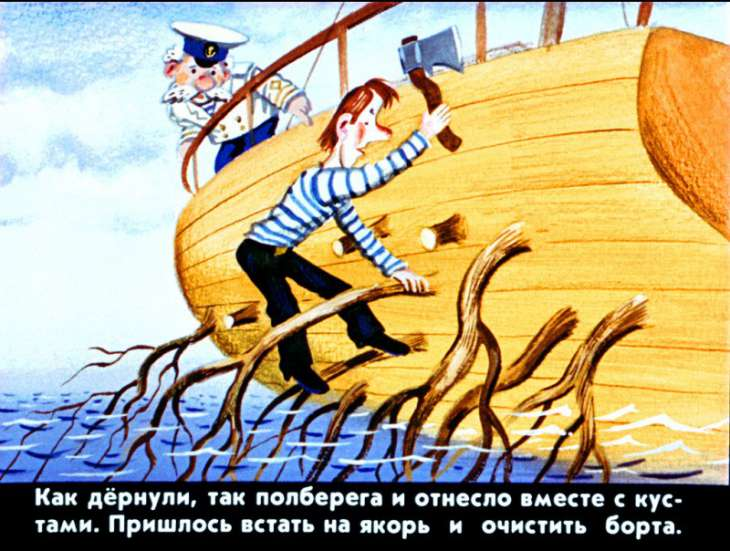 Как дёрнули, так полберега и отнесло вместе с кус-
тами. Пришлось встать на якорь и очистить борта.